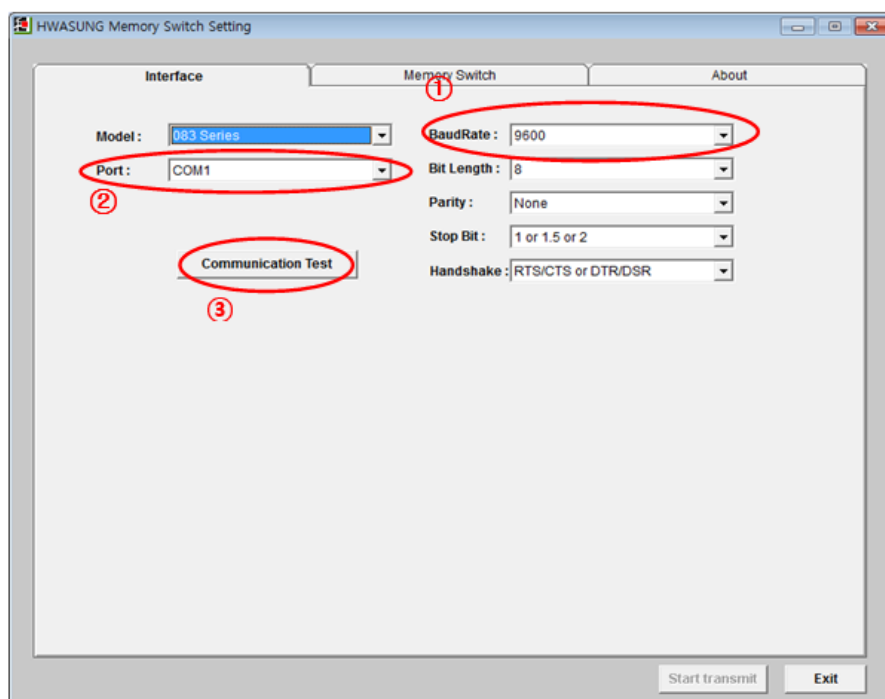 HWASUNG Memory Switch Setting
Interface Memory Switch About
①
Model : 083 Series BaudRate : 9600
Port : COM1 Bit Length : 8
②
Parity : None
Stop Bit : 1 or 1.5 or 2
Communication Test Handshake : RTS/CTS or DTR/DSR
③
Start transmit Exit